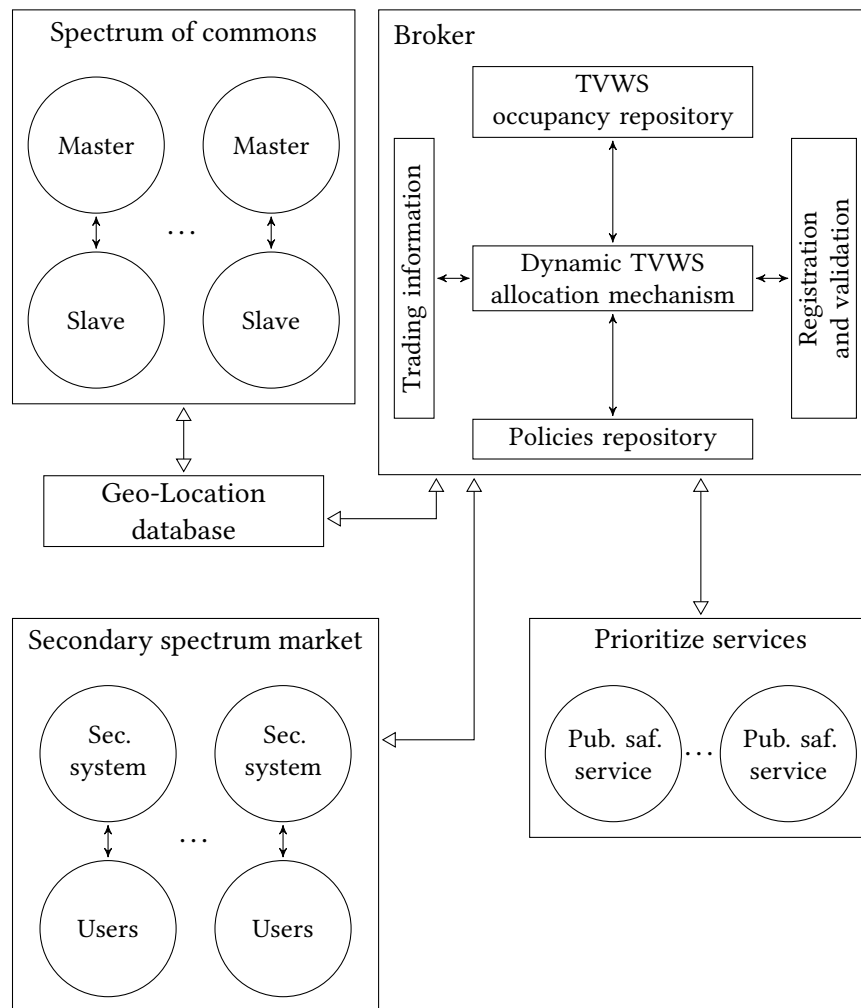 Spectrum of commons
Master
Master
...
Slave
Slave
Broker
TVWS
occupancy repository
Trading information
Dynamic TVWS
allocation mechanism
Registration
and validation
Policies repository
Geo-Location
database
Secondary spectrum market
Sec.
system
Sec.
system
...
Users
Users
Prioritize services
Pub. saf.
service
...
Pub. saf.
service